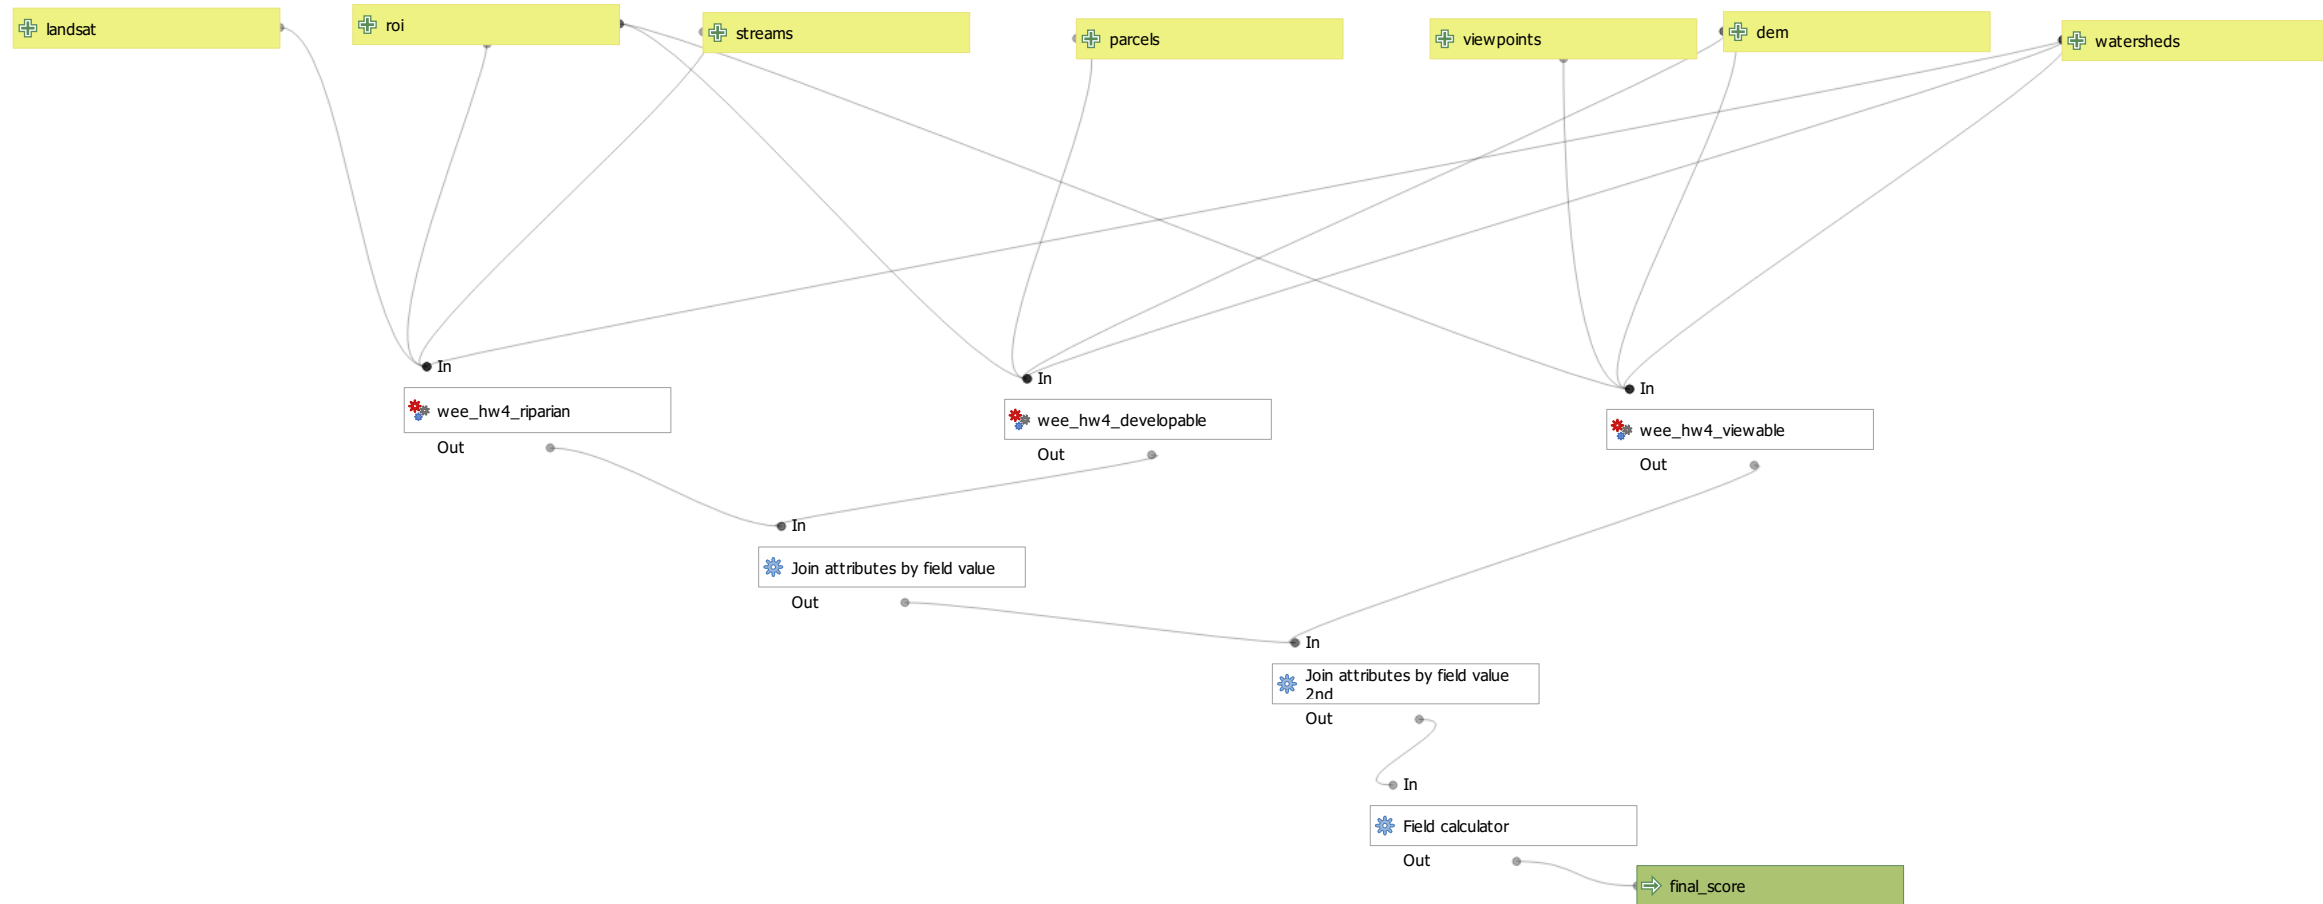 landsat
roi
streams
parcels
viewpoints
dem
watersheds
In
wee_hw4_riparian
Out
In
wee_hw4_developable
Out
In
wee_hw4_viewable
Out
In
Join attributes by field value
Out
In
Join attributes by field value
2nd
Out
In
Field calculator
Out
final_score